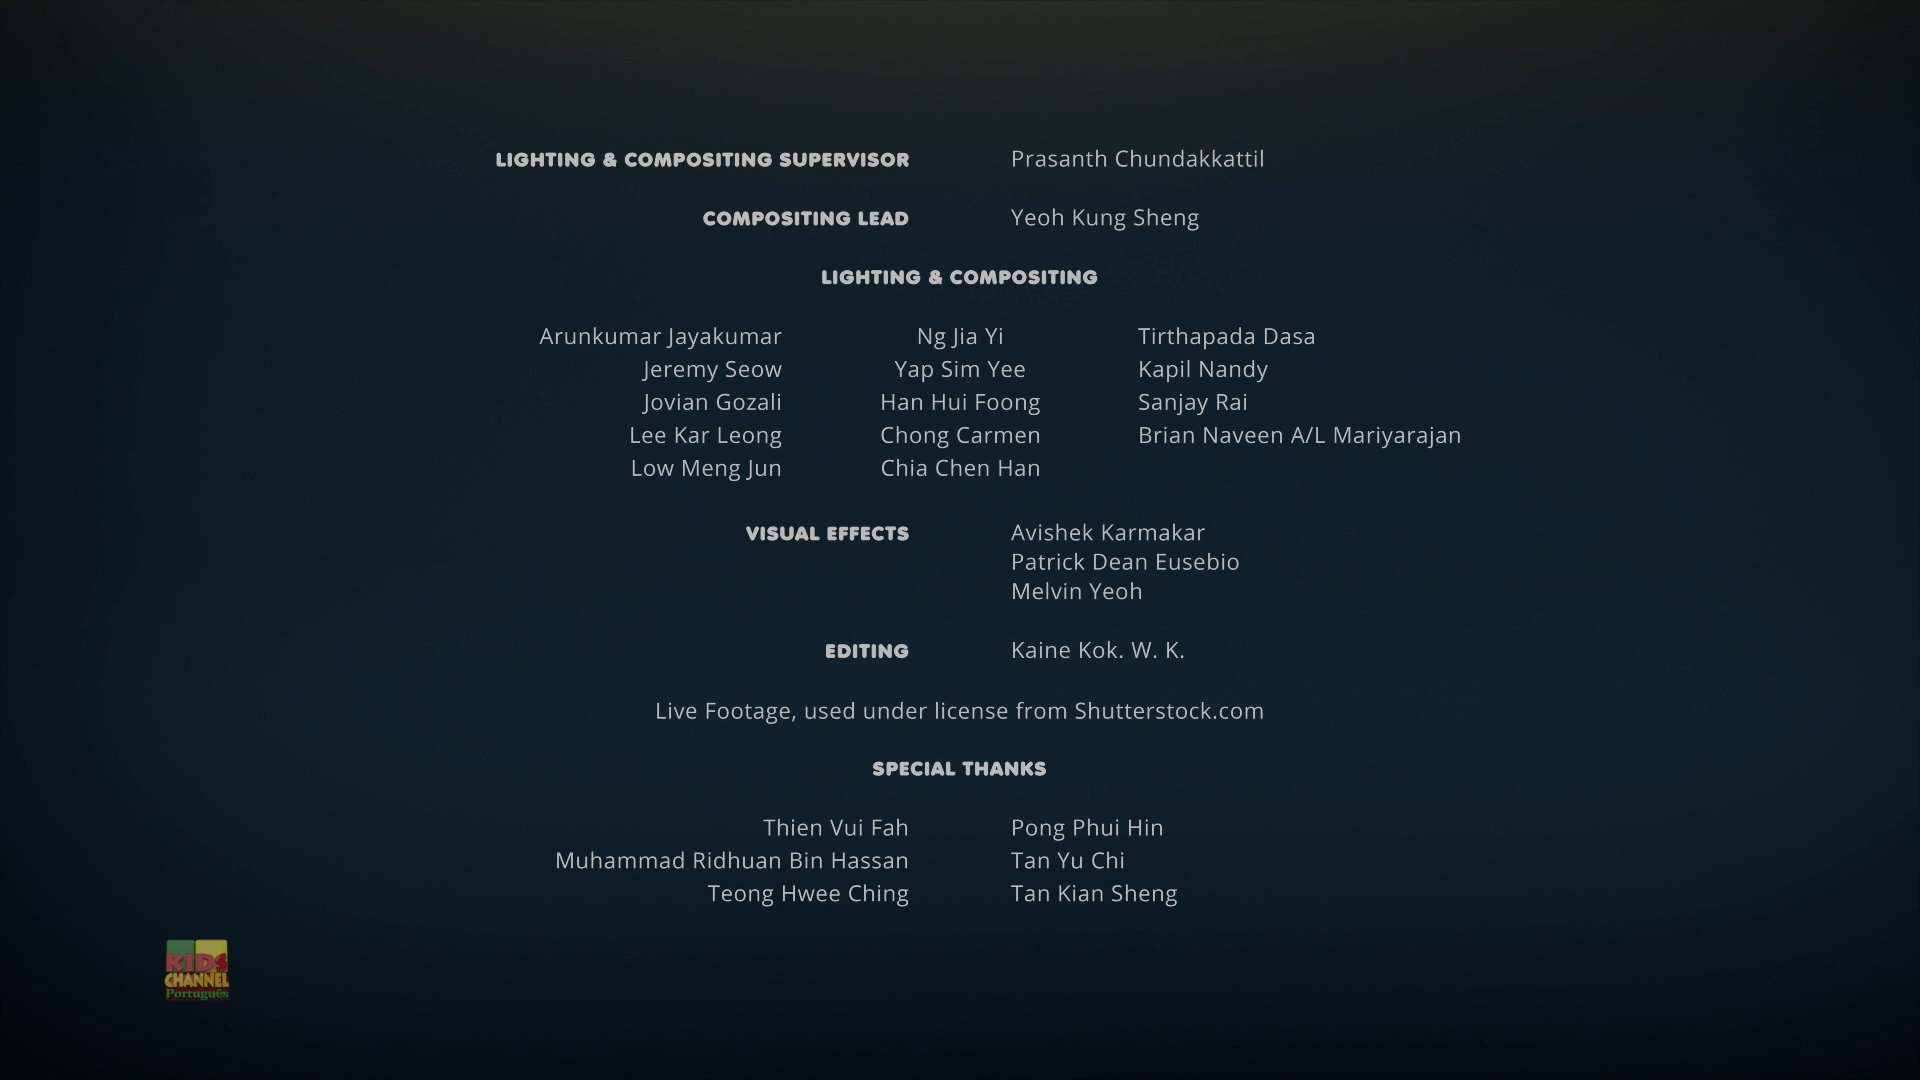 LIGHTING & COMPOSITING SUPERVISOR Prasanth Chundakkattil
COMPOSITING LEAD Yeoh Kung Sheng
LIGHTING & COMPOSITING
Arunkumar Jayakumar Ng Jia Yi Tirthapada Dasa
Jeremy Seow Yap Sim Yee Kapil Nandy
Jovian Gozali Han Hui Foong Sanjay Rai
Lee Kar Leong Chong Carmen Brian Naveen A/L Mariyarajan
Low Meng Jun Chia Chen Han
VISUAL EFFECTS Avishek Karmakar
Patrick Dean Eusebio
Melvin Yeoh
EDITING Kaine Kok. W. K.
Live Footage, used under license from Shutterstock.com
SPECIAL THANKS
Thien Vui Fah Pong Phui Hin
Muhammad Ridhuan Bin Hassan Tan Yu Chi
Teong Hwee Ching Tan Kian Sheng
KIDS
CHANNEL
Português